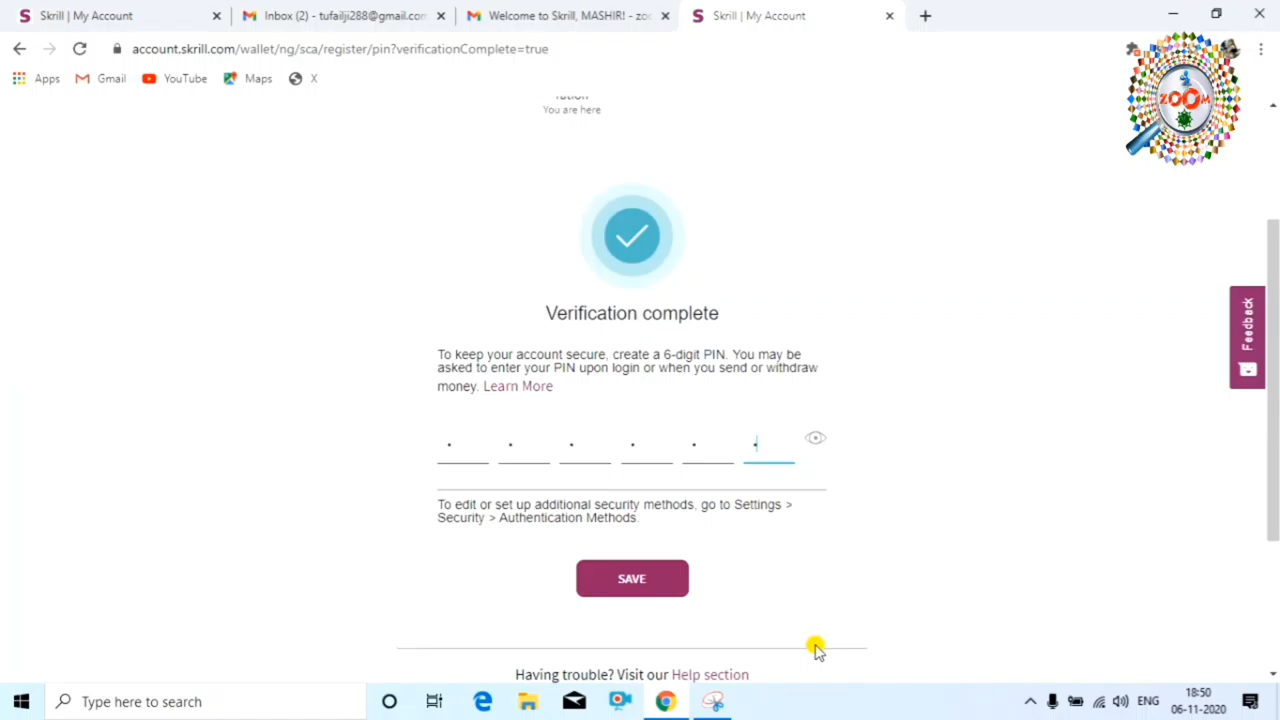 Skrill | My Account
Inbox (2) - tufailji288@gmail.com
Welcome to Skrill, MASHIR! - zo
Skrill | My Account
account.skrill.com/wallet/ng/sca/register/pin?verificationComplete=true
Apps
Gmail
YouTube
Maps
X
ZOOM
You are here
Verification complete
To keep your account secure, create a 6-digit PIN. You may be
asked to enter your PIN upon login or when you send or withdraw
money. Learn More
To edit or set up additional security methods, go to Settings >
Security > Authentication Methods.
SAVE
Having trouble? Visit our Help section
Feedback
Type here to search
ENG
18:50
06-11-2020